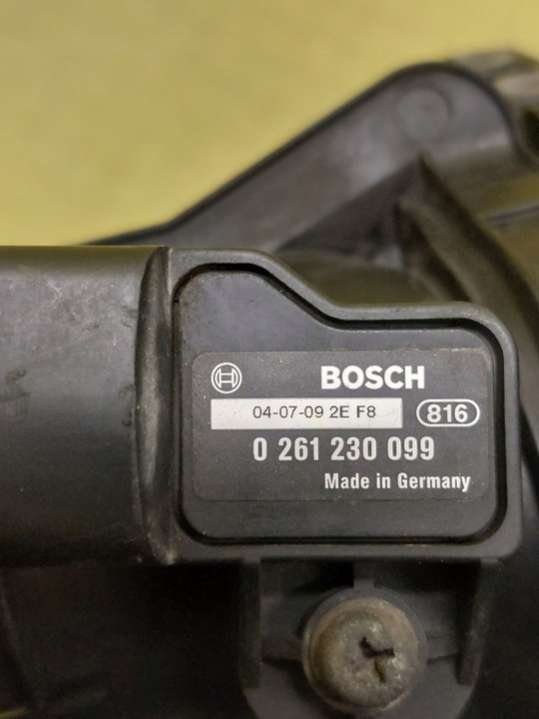 BOSCH
04-07-09 2E F8
816
0 261 230 099
Made in Germany